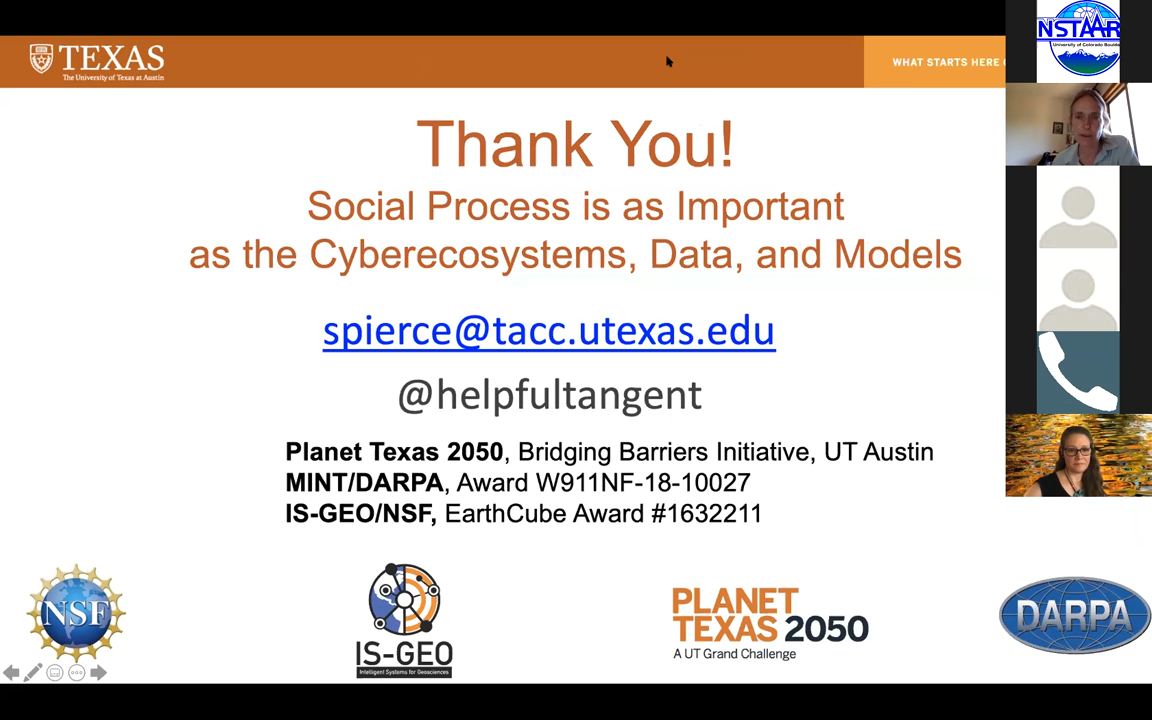 TEXAS
The University of Texas at Austin
WHAT STARTS HERE
NSTAAR
University of Colorado Boulder
Thank You!
Social Process is as Important
as the Cyberecosystems, Data, and Models
spierce@tacc.utexas.edu
@helpfultangent
Planet Texas 2050, Bridging Barriers Initiative, UT Austin
MINT/DARPA, Award W911NF-18-10027
IS-GEO/NSF, EarthCube Award #1632211
NSF
IS-GEO
Intelligent Systems for Geosciences
PLANET
TEXAS 2050
A UT Grand Challenge
DARPA